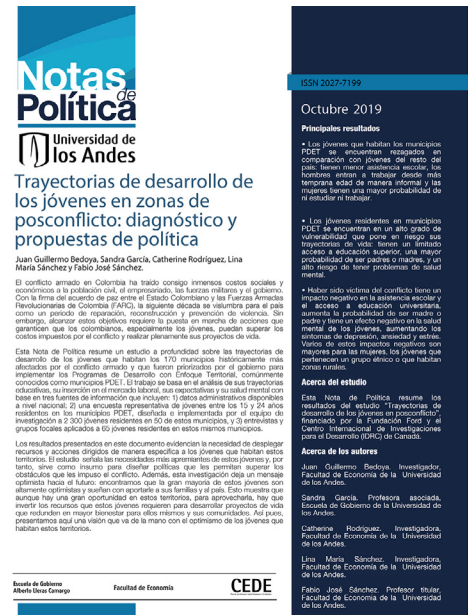 Notas
de
Política
Universidad de
los Andes
Trayectorias de desarrollo de
los jóvenes en zonas de
posconflicto: diagnóstico y
propuestas de política
Juan Guillermo Bedoya, Sandra García, Catherine Rodríguez, Lina
María Sánchez y Fabio José Sánchez.
El conflicto armado en Colombia ha traído consigo inmensos costos sociales y
económicos a la población civil, el empresariado, las fuerzas militares y el gobierno.
Con la firma del acuerdo de paz entre el Estado Colombiano y las Fuerzas Armadas
Revolucionarias de Colombia (FARC), la siguiente década se vislumbra para el país
como un periodo de reparación, reconstrucción y prevención de violencia. Sin
embargo, alcanzar estos objetivos requiere la puesta en marcha de acciones que
garanticen que los colombianos, especialmente los jóvenes, puedan superar los
costos impuestos por el conflicto y realizar plenamente sus proyectos de vida.
Esta Nota de Política resume un estudio a profundidad sobre las trayectorias de
desarrollo de los jóvenes que habitan los 170 municipios históricamente más
afectados por el conflicto armado y que fueron priorizados por el gobierno para
implementar los Programas de Desarrollo con Enfoque Territorial, comúnmente
conocidos como municipios PDET. El trabajo se basa en el análisis de sus trayectorias
educativas, su inserción en el mercado laboral, sus expectativas y su salud mental con
base en tres fuentes de información que incluyen: 1) datos administrativos disponibles
a nivel nacional; 2) una encuesta representativa de jóvenes entre los 15 y 24 años
residentes en los municipios PDET, diseñada e implementada por el equipo de
investigación a 2 300 jóvenes residentes en 50 de estos municipios, y 3) entrevistas y
grupos focales aplicados a 65 jóvenes residentes en estos mismos municipios.
Los resultados presentados en este documento evidencian la necesidad de desplegar
recursos y acciones dirigidos de manera específica a los jóvenes que habitan estos
territorios. El estudio señala las necesidades más apremiantes de estos jóvenes y, por
tanto, sirve como insumo para diseñar políticas que les permitan superar los
obstáculos que les impuso el conflicto. Además, esta investigación deja un mensaje
optimista hacia el futuro: encontramos que la gran mayoría de estos jóvenes son
altamente optimistas y sueñan con aportarle a sus familias y al país. Esto muestra que
aunque hay una gran oportunidad en estos territorios, para aprovecharla, hay que
invertir los recursos que estos jóvenes requieren para desarrollar proyectos de vida
que redunden en mayor bienestar para ellos mismos y sus comunidades. Así pues,
presentamos aquí una visión que va de la mano con el optimismo de los jóvenes que
habitan estos territorios.
Escuela de Gobierno
Alberto Lleras Camargo
Facultad de Economía
CEDE
ISSN 2027-7199
Octubre 2019
Principales resultados
• Los jóvenes que habitan los municipios
PDET se encuentran rezagados en
comparación con jóvenes del resto del
país: tienen menor asistencia escolar, los
hombres entran a trabajar desde más
temprana edad de manera informal y las
mujeres tienen una mayor probabilidad de
ni estudiar ni trabajar.
• Los jóvenes residentes en municipios
PDET se encuentran en un alto grado de
vulnerabilidad que pone en riesgo sus
trayectorias de vida: tienen un limitado
acceso a educación superior, una mayor
probabilidad de ser padres o madres, y un
alto riesgo de tener problemas de salud
mental.
• Haber sido víctima del conflicto tiene un
impacto negativo en la asistencia escolar y
el acceso a educación universitaria,
aumenta la probabilidad de ser madre o
padre y tiene un efecto negativo en la salud
mental de los jóvenes, aumentando los
síntomas de depresión, ansiedad y estrés.
Varios de estos impactos negativos son
mayores para las mujeres, los jóvenes que
pertenecen a un grupo étnico o que habitan
zonas rurales.
Acerca del estudio
Esta Nota de Política resume los
resultados del estudio "Trayectorias de
desarrollo de los jóvenes en posconflicto",
financiado por la Fundación Ford y el
Centro Internacional de Investigaciones
para el Desarrollo (IDRC) de Canadá.
Acerca de los autores
Juan Guillermo Bedoya. Investigador,
Facultad de Economía de la Universidad
de los Andes.
Sandra García. Profesora asociada,
Escuela de Gobierno de la Universidad de
los Andes.
Catherine Rodríguez. Investigadora,
Facultad de Economía de la Universidad
de los Andes.
Lina María Sánchez. Investigadora,
Facultad de Economía de la Universidad
de los Andes.
Fabio José Sánchez. Profesor titular,
Facultad de Economía de la Universidad
de los Andes.